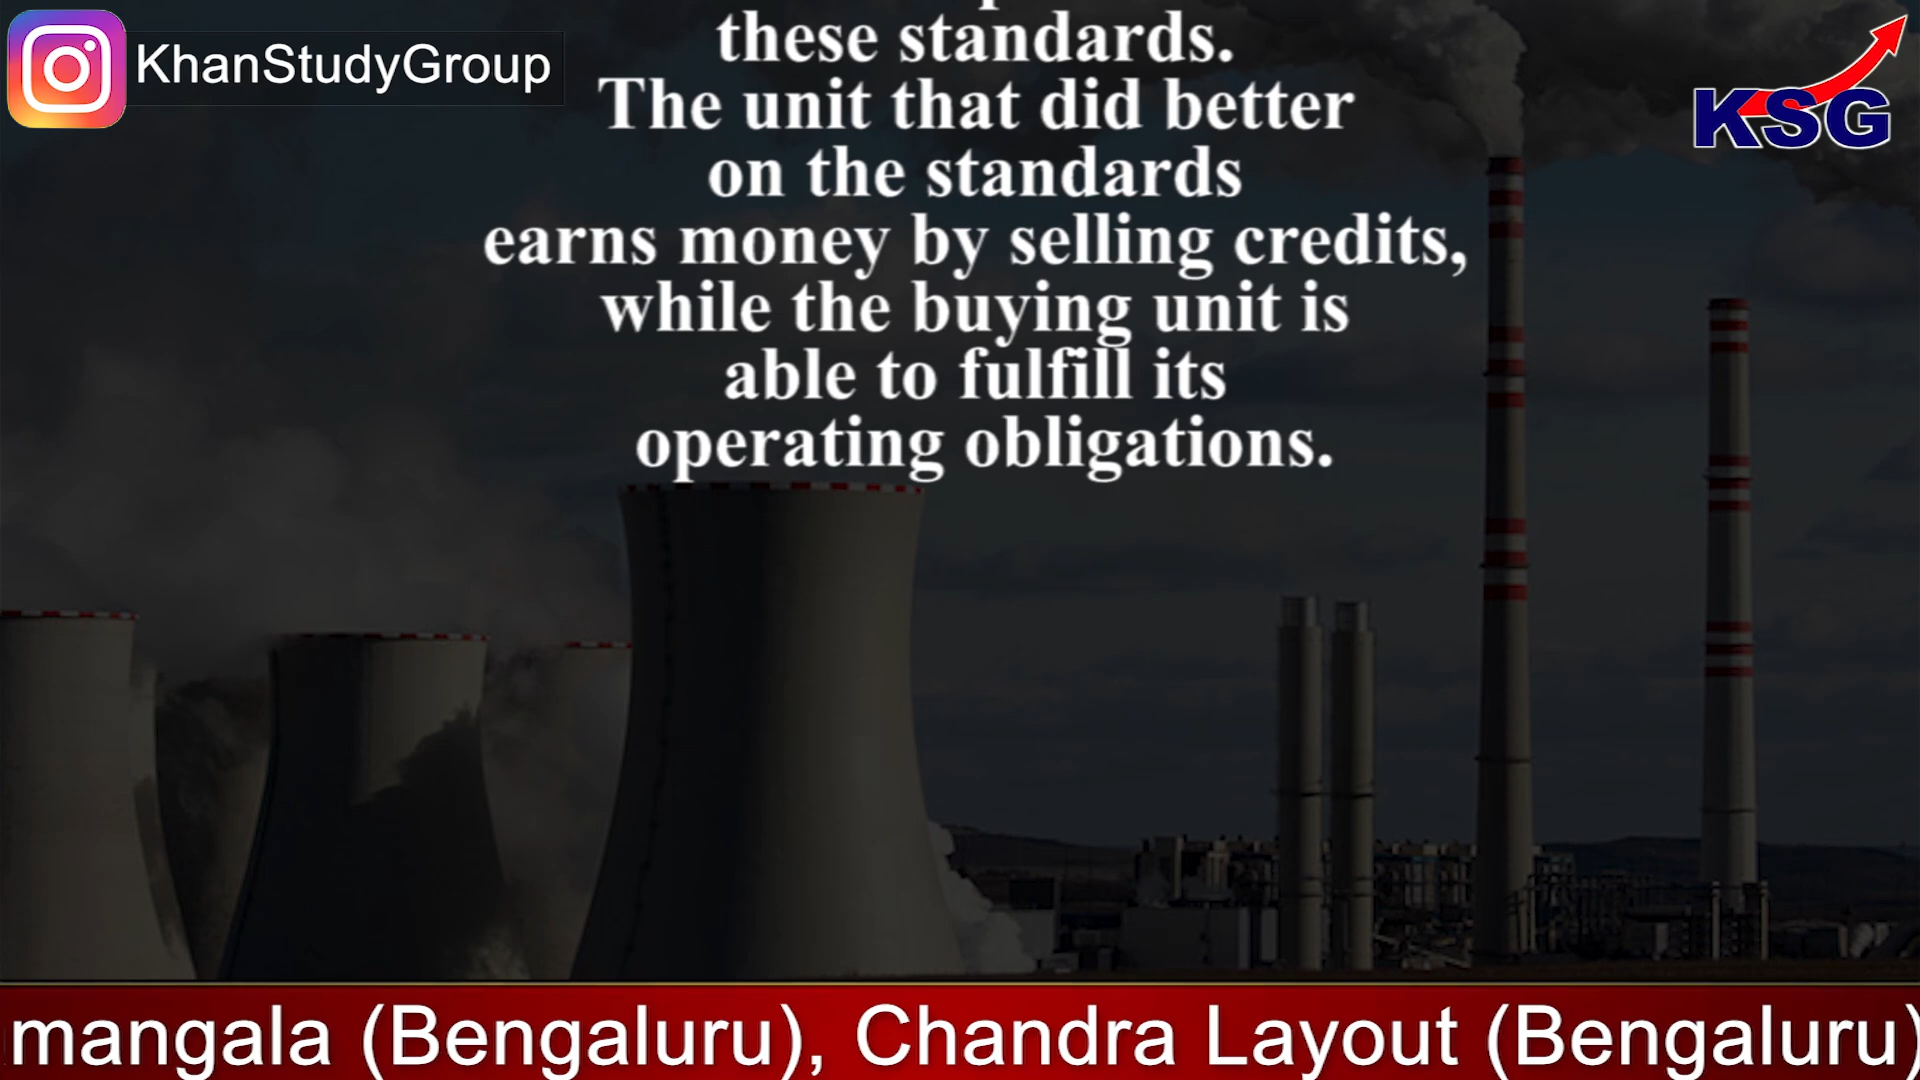 KhanStudyGroup
KSG
these standards.
The unit that did better
on the standards
earns money by selling credits,
while the buying unit is
able to fulfill its
operating obligations.
(Bengaluru), Chandra Layout (Bengaluru)